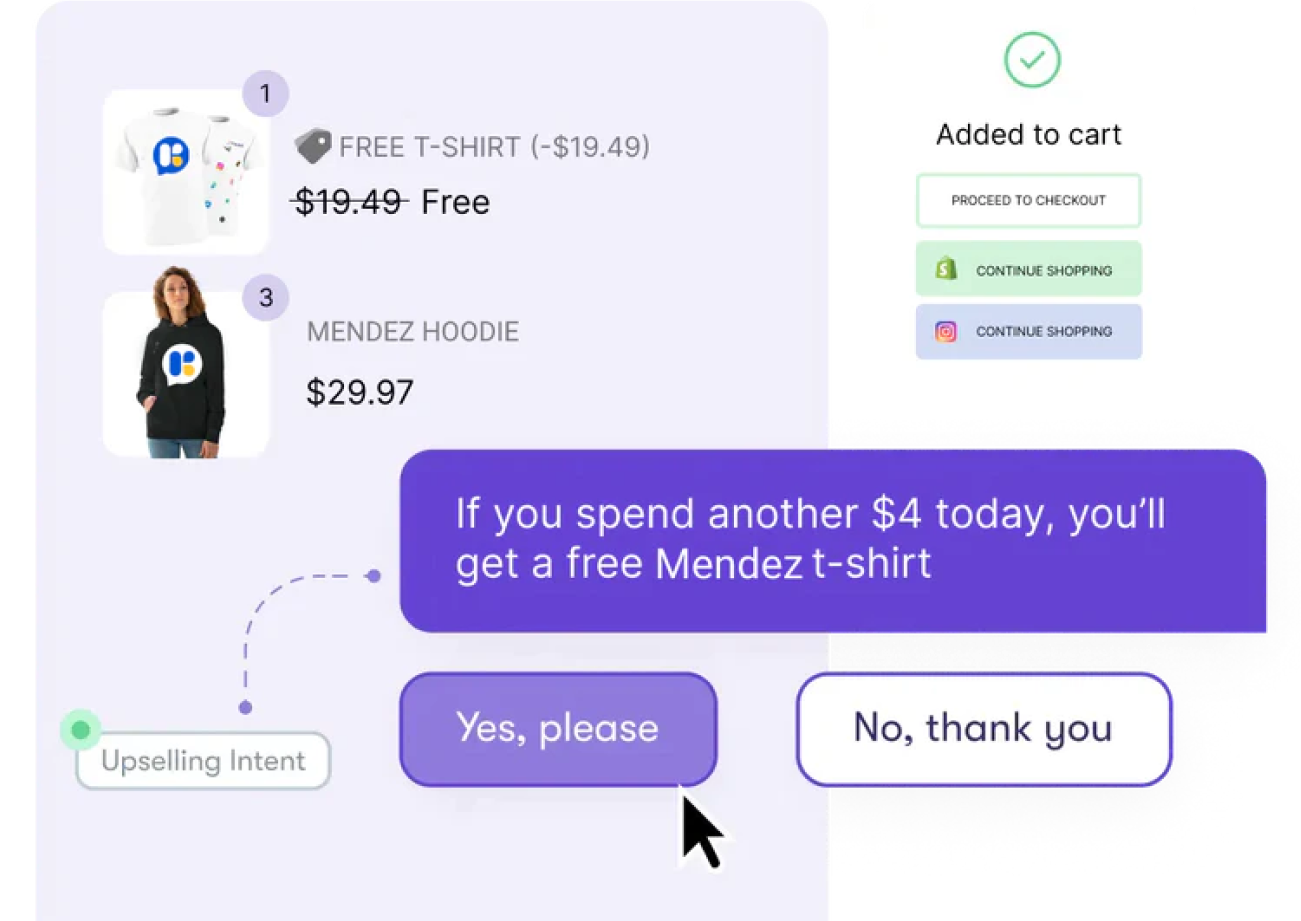 1
FREE T-SHIRT (-$19.49)
$19.49 Free
3
MENDEZ HOODIE
$29.97
Added to cart
PROCEED TO CHECKOUT
CONTINUE SHOPPING
CONTINUE SHOPPING
If you spend another $4 today, you’ll
get a free Mendez t-shirt
Yes, please
No, thank you
Upselling Intent